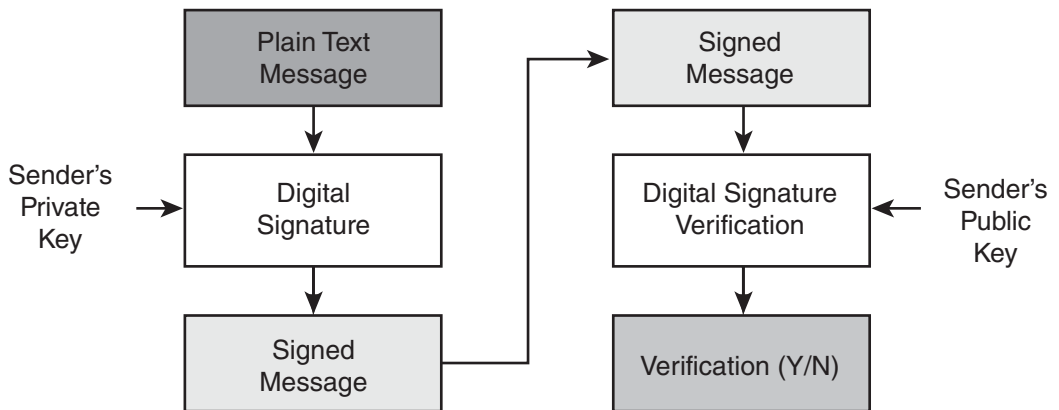 Plain Text
Message
Sender’s
Private
Key
Digital
Signature
Signed
Message
Signed
Message
Digital Signature
Verification
Sender’s
Public
Key
Verification (Y/N)